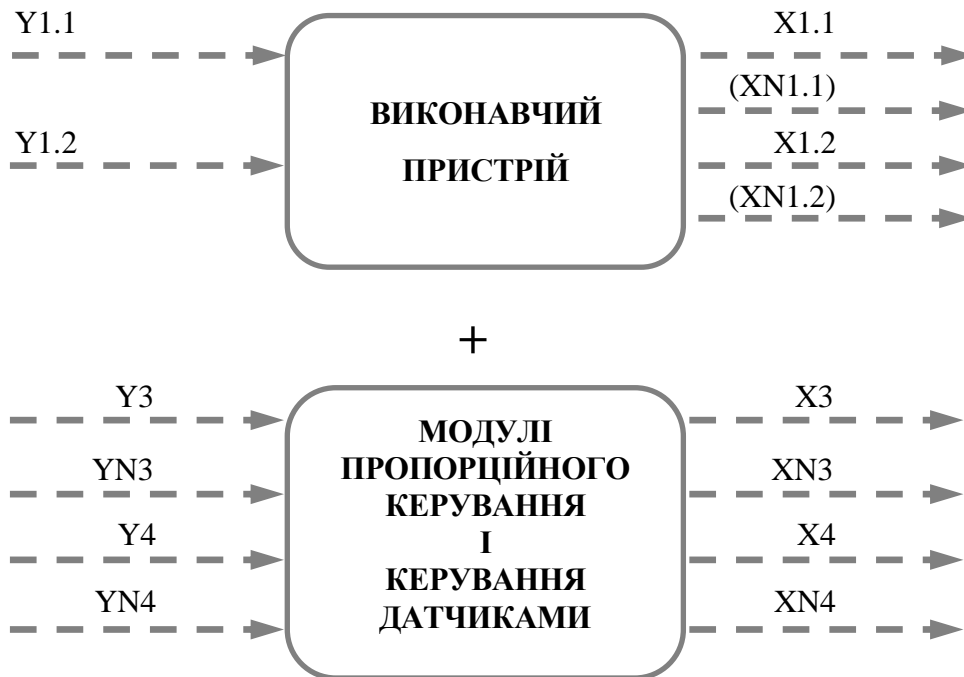 Y1.1
X1.1
(XN1.1)
ВИКОНАВЧИЙ
Y1.2
X1.2
ПРИСТРІЙ
(XN1.2)
+
Y3
X3
МОДУЛІ
ПРОПОРЦІЙНОГО
YN3
XN3
КЕРУВАННЯ
Y4
X4
І
КЕРУВАННЯ
YN4
XN4
ДАТЧИКАМИ